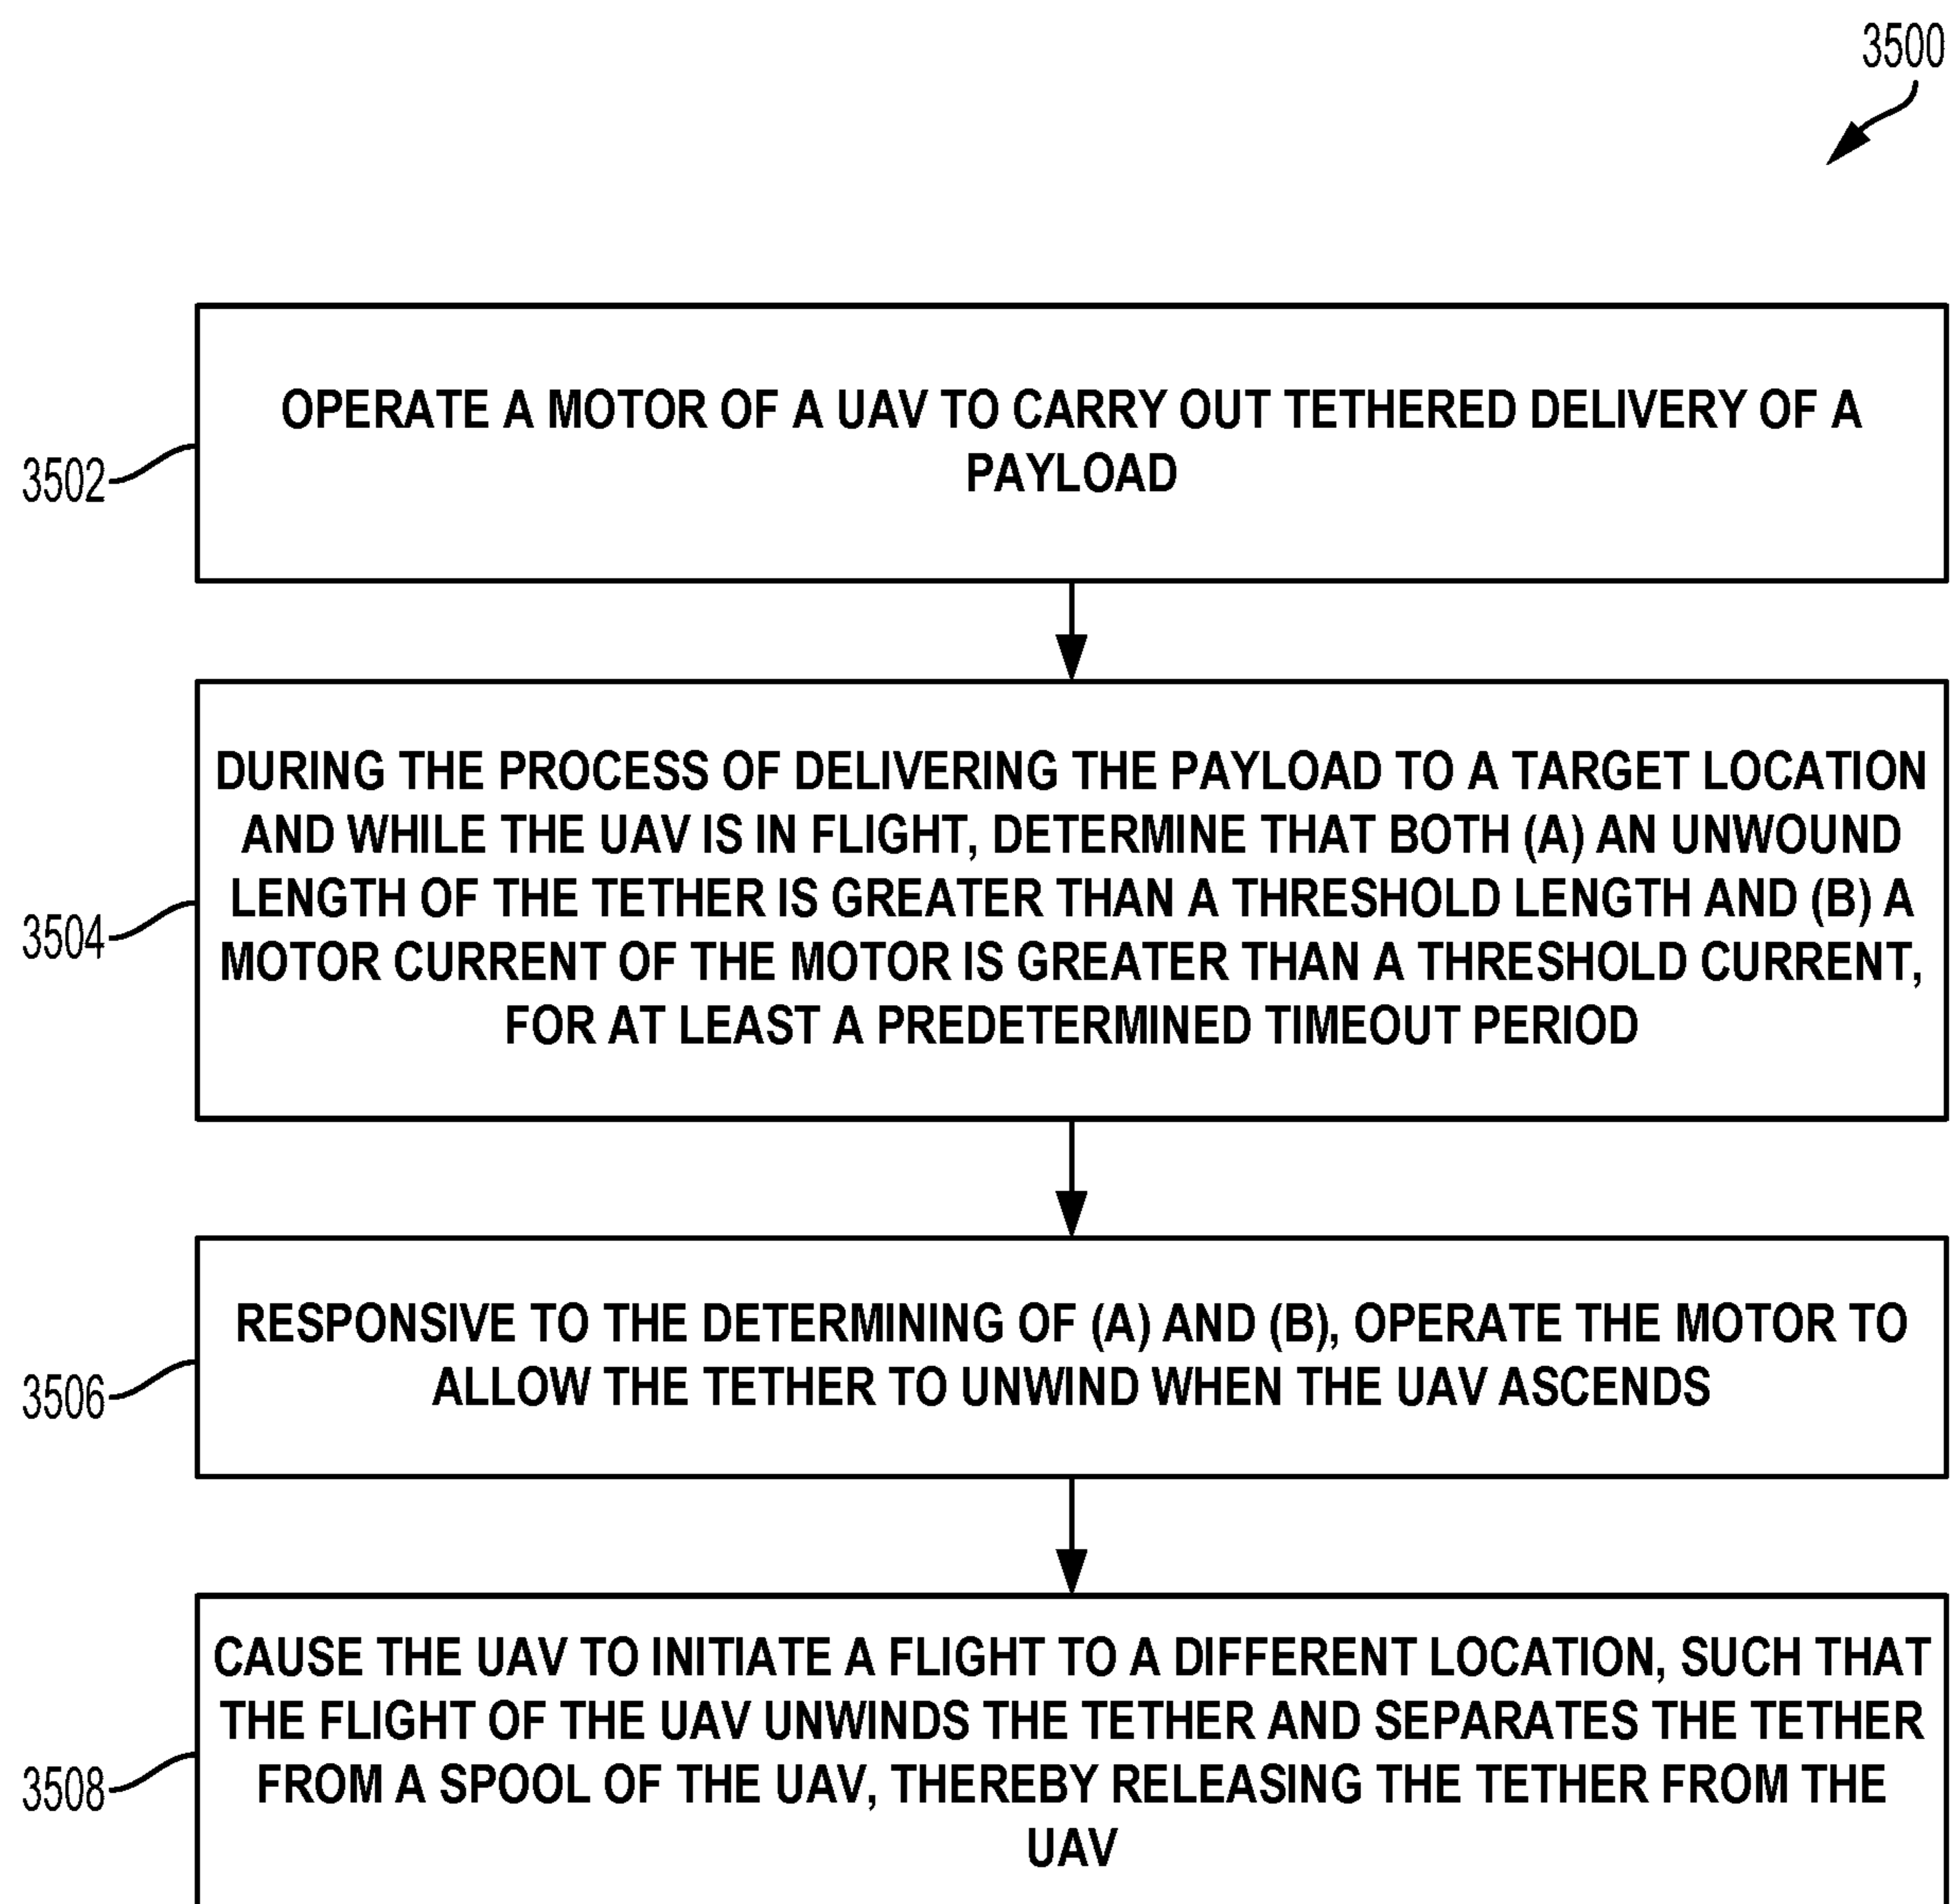 3500
OPERATE A MOTOR OF A UAV TO CARRY OUT TETHERED DELIVERY OF A
PAYLOAD
3502
DURING THE PROCESS OF DELIVERING THE PAYLOAD TO A TARGET LOCATION
AND WHILE THE UAV IS IN FLIGHT, DETERMINE THAT BOTH (A) AN UNWOUND
LENGTH OF THE TETHER IS GREATER THAN A THRESHOLD LENGTH AND (B) A
MOTOR CURRENT OF THE MOTOR IS GREATER THAN A THRESHOLD CURRENT,
FOR AT LEAST A PREDETERMINED TIMEOUT PERIOD
3504
RESPONSIVE TO THE DETERMINING OF (A) AND (B), OPERATE THE MOTOR TO
ALLOW THE TETHER TO UNWIND WHEN THE UAV ASCENDS
3506
CAUSE THE UAV TO INITIATE A FLIGHT TO A DIFFERENT LOCATION, SUCH THAT
THE FLIGHT OF THE UAV UNWINDS THE TETHER AND SEPARATES THE TETHER
FROM A SPOOL OF THE UAV, THEREBY RELEASING THE TETHER FROM THE
UAV
3508